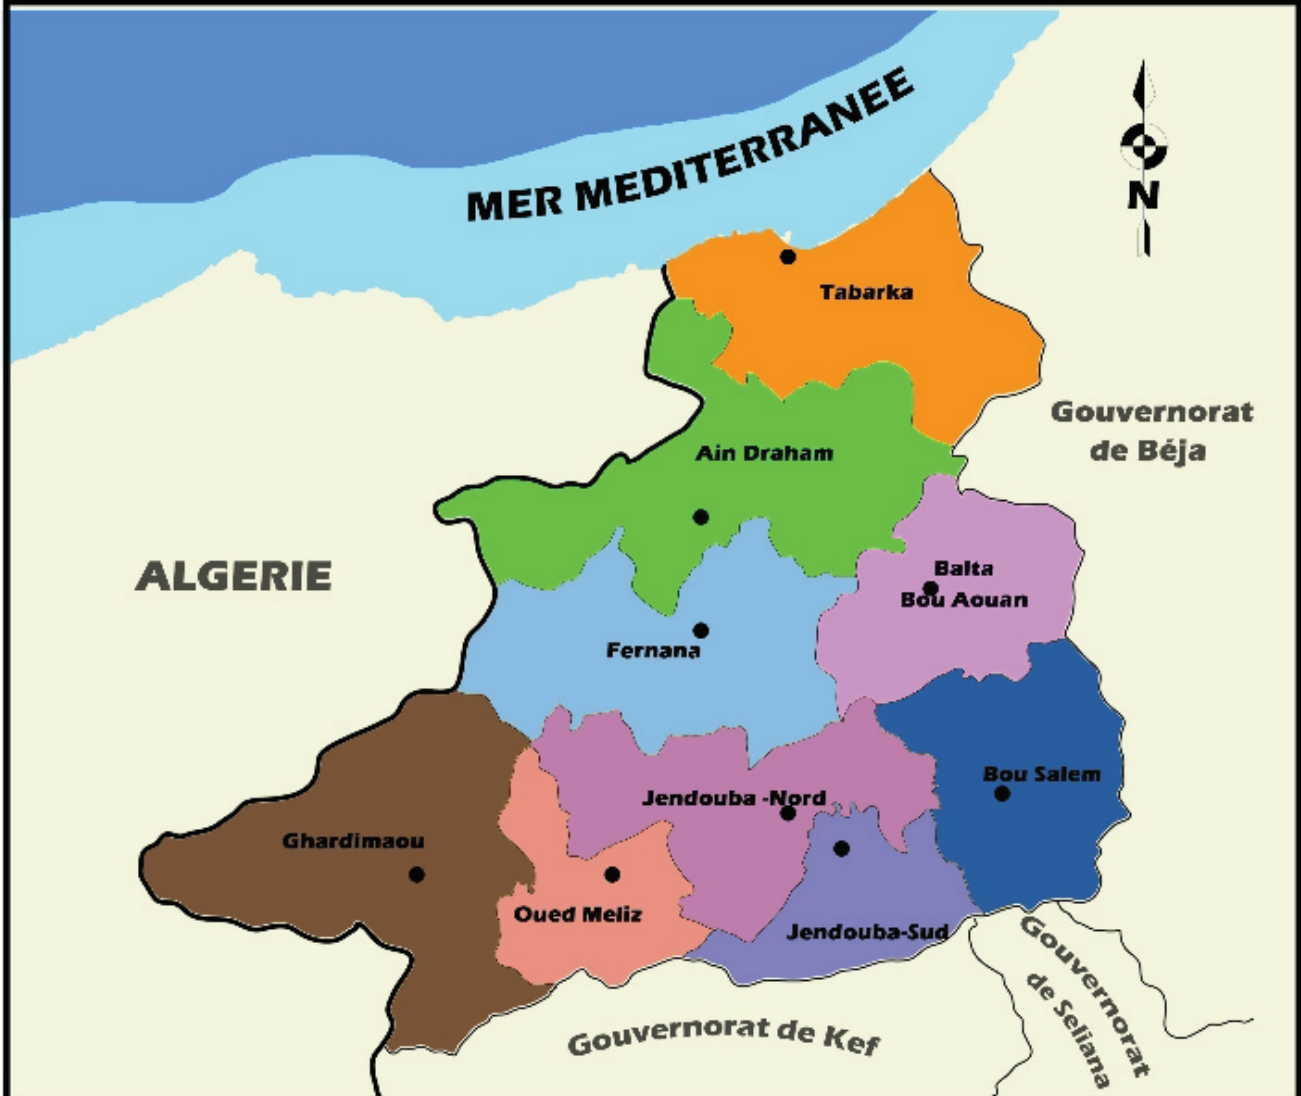 MER MEDITERRANEE
N
Tabarka
Gouvernorat
de Béja
Ain Draham
ALGERIE
Balta
Bou Aouan
Fernana
Bou Salem
Jendouba -Nord
Ghardimaou
Oued Meliz
Jendouba-Sud
Gouvernorat de Kef
Gouvernorat
de Seliana